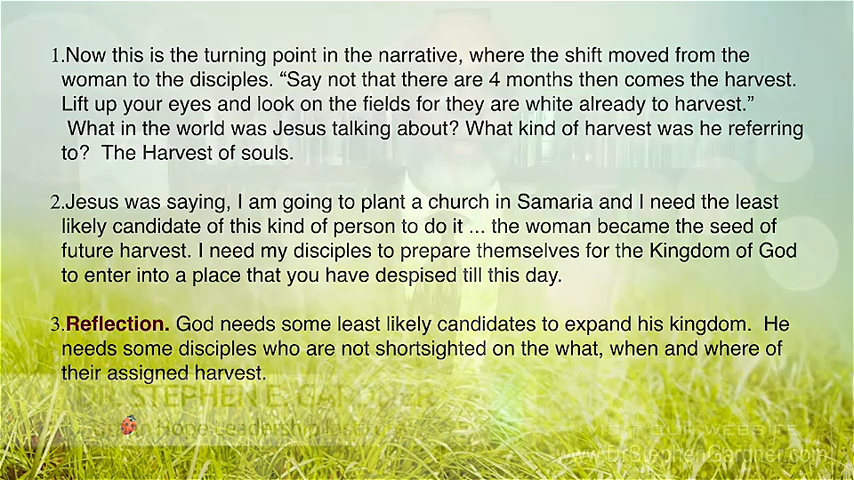 1.Now this is the turning point in the narrative, where the shift moved from the
woman to the disciples. “Say not that there are 4 months then comes the harvest.
Lift up your eyes and look on the fields for they are white already to harvest.”
What in the world was Jesus talking about? What kind of harvest was he referring
to? The Harvest of souls.
2.Jesus was saying, I am going to plant a church in Samaria and I need the least
likely candidate of this kind of person to do it ... the woman became the seed of
future harvest. I need my disciples to prepare themselves for the Kingdom of God
to enter into a place that you have despised till this day.
3.Reflection. God needs some least likely candidates to expand his kingdom. He
needs some disciples who are not shortsighted on the what, when and where of
their assigned harvest.
DR. STEPHEN E. GARDNER
Hope Leadership
VISIT OUR WEBSITE
www.DrStephenGardner.com